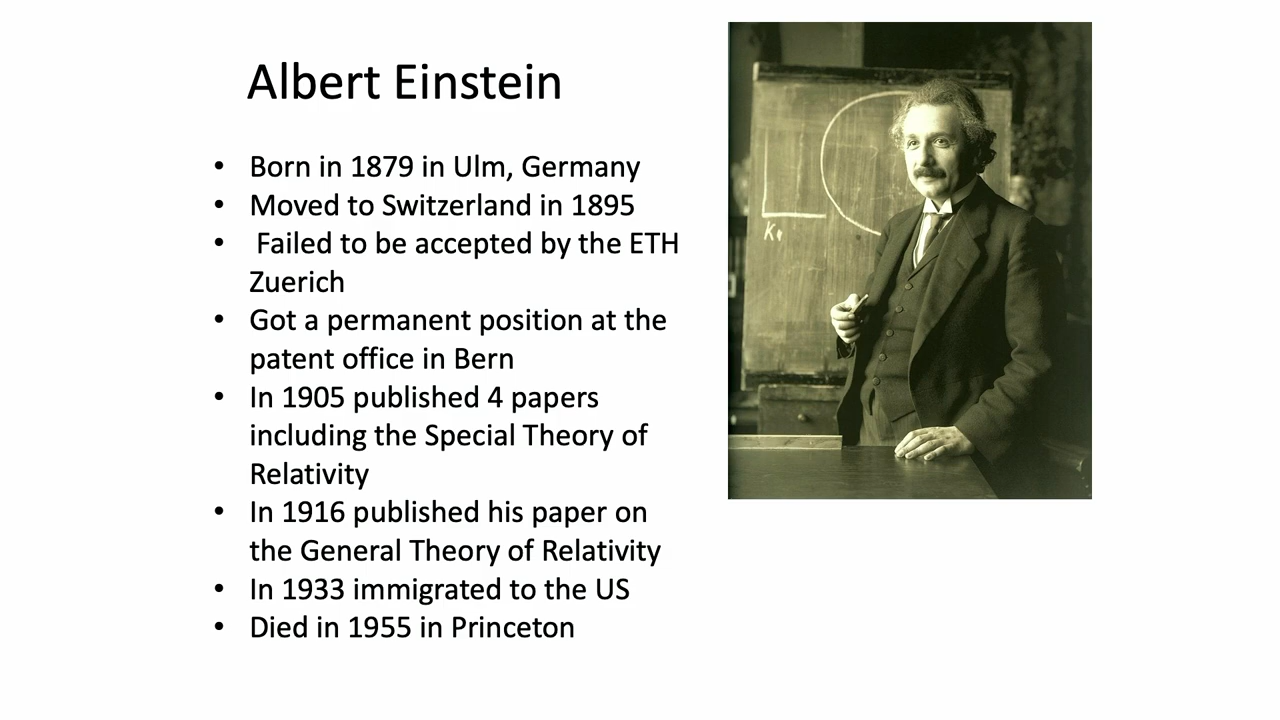 Albert Einstein
• Born in 1879 in Ulm, Germany
• Moved to Switzerland in 1895
• Failed to be accepted by the ETH
Zuerich
• Got a permanent position at the
patent office in Bern
• In 1905 published 4 papers
including the Special Theory of
Relativity
• In 1916 published his paper on
the General Theory of Relativity
• In 1933 immigrated to the US
• Died in 1955 in Princeton